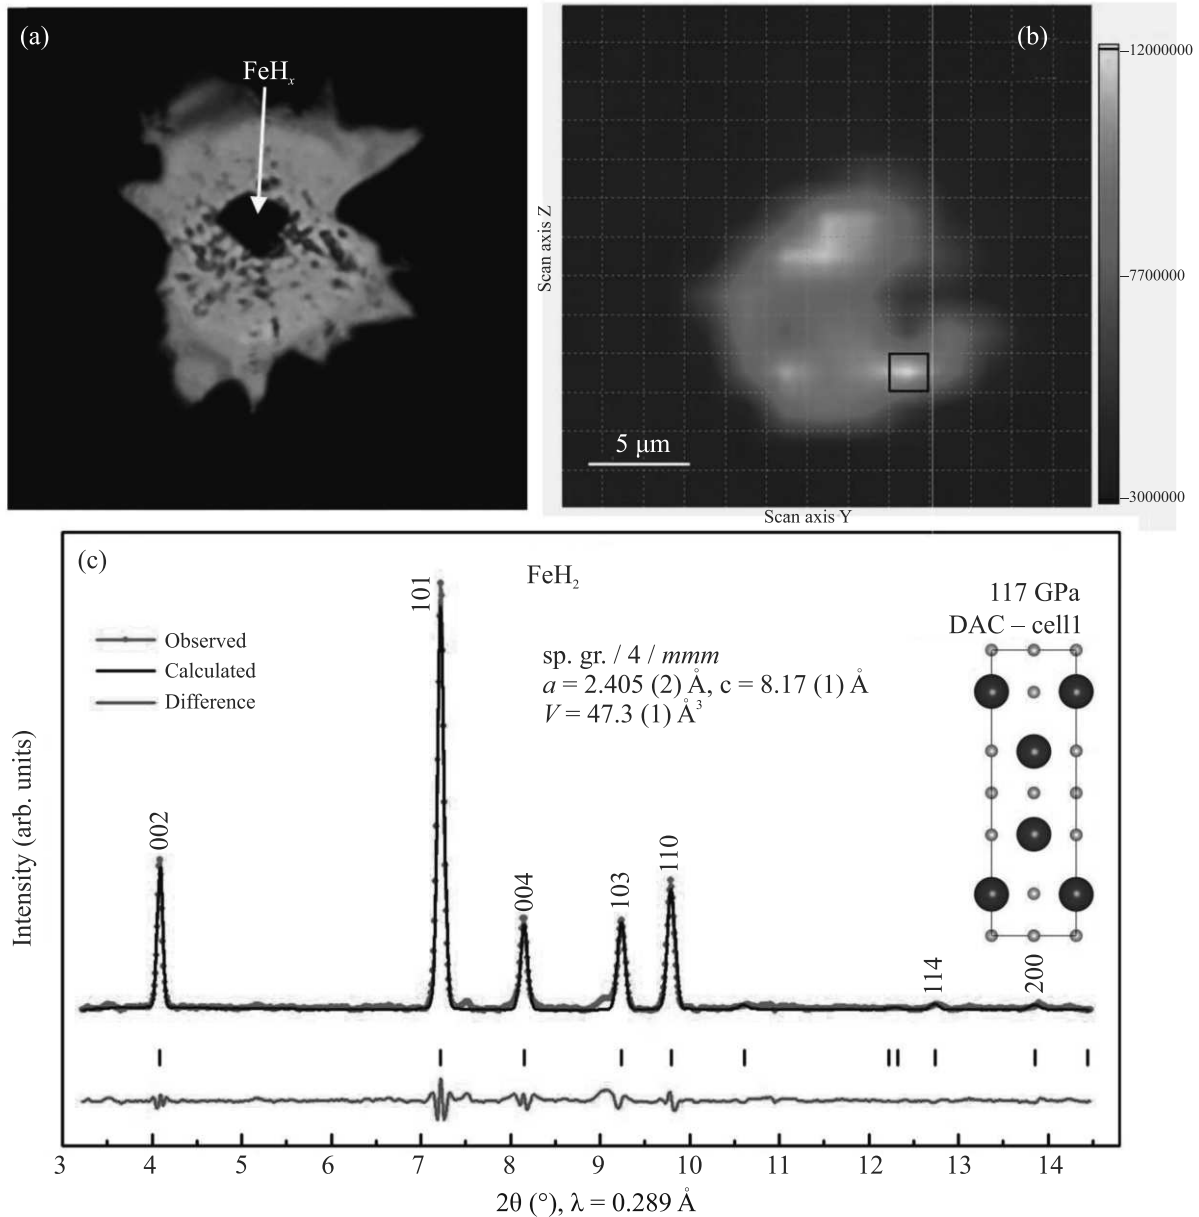 (a)
FeHₓ
(b)
Scan axis Z
5 μm
Scan axis Y
12000000
7700000
3000000
(c)
FeH₂
117 GPa
DAC – cell1
Observed
Calculated
Difference
sp. gr. / 4 / mmm
a = 2.405 (2) Å, c = 8.17 (1) Å
V = 47.3 (1) Å³
002
101
004
103
110
114
200
Intensity (arb. units)
3 4 5 6 7 8 9 10 11 12 13 14
2θ (°), λ = 0.289 Å